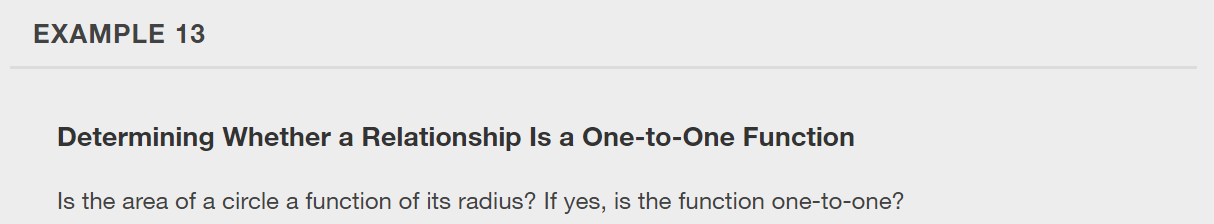 EXAMPLE 13
Determining Whether a Relationship Is a One-to-One Function
Is the area of a circle a function of its radius? If yes, is the function one-to-one?